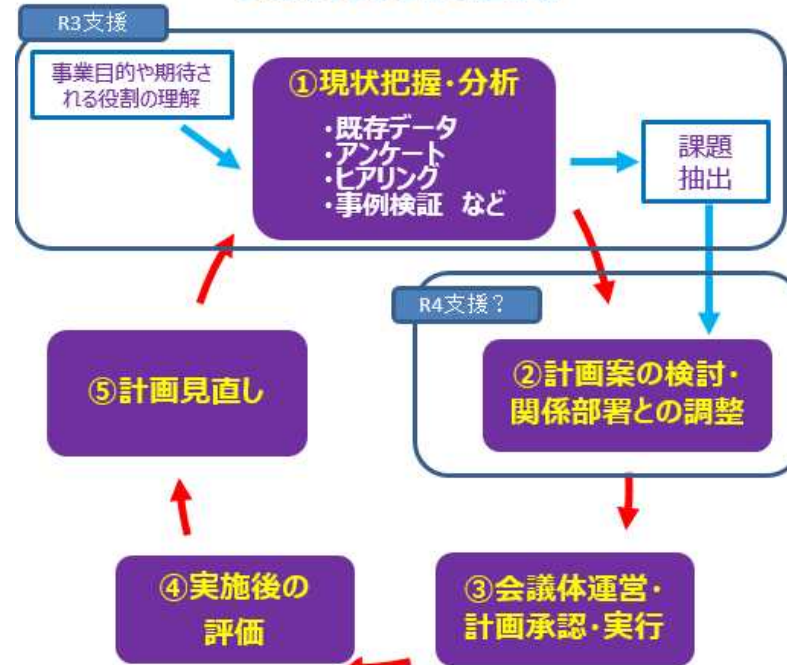 R3支援
事業目的や期待さ
れる役割の理解
①現状把握・分析
・既存データ
・アンケート
・ヒアリング
・事例検証 など
課題
抽出
R4支援？
②計画案の検討・
関係部署との調整
⑤計画見直し
④実施後の
評価
③会議体運営・
計画承認・実行